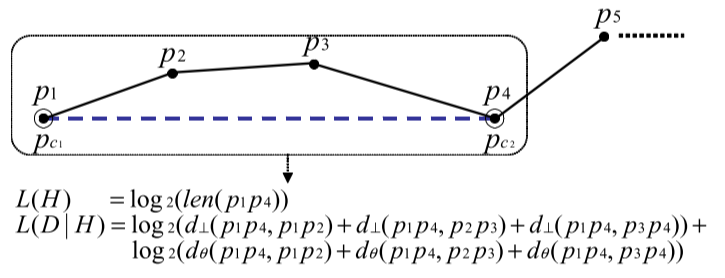 p5
p2
p3
p1
p4
pc1
pc2
L(H) = log2(len(p1p4))
L(D|H) = log2(d⊥(p1p4, p1p2) + d⊥(p1p4, p2p3) + d⊥(p1p4, p3p4)) +
log2(dθ(p1p4, p1p2) + dθ(p1p4, p2p3) + dθ(p1p4, p3p4))